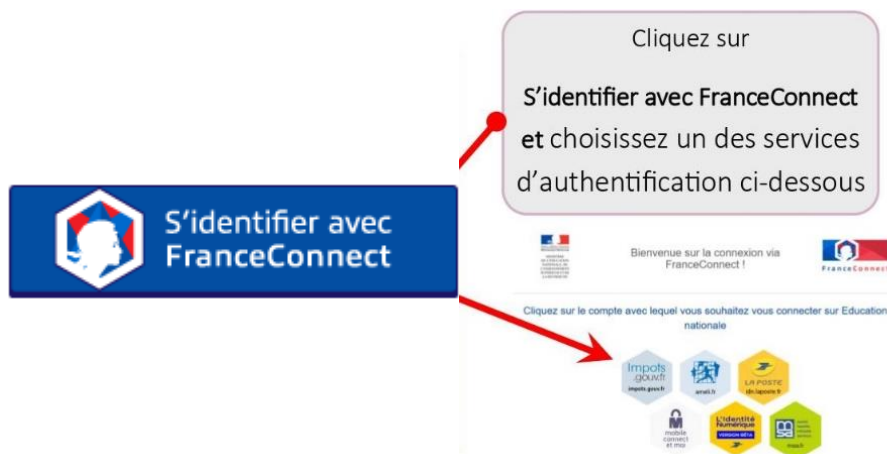 Cliquez sur
S'identifier avec FranceConnect
et choisissez un des services
d'authentification ci-dessous
S'identifier avec
FranceConnect
Bienvenue sur la connexion via
FranceConnect !
FranceConnect
Cliquez sur le compte avec lequel vous souhaitez vous connecter sur Education
nationale
Impots
.gouv.fr
impots.gouv.fr
ameli.fr
LA POSTE
idn.laposte.fr
mobile
connect
et moi
L'Identité
Numérique
VERSION BÊTA
msa.fr